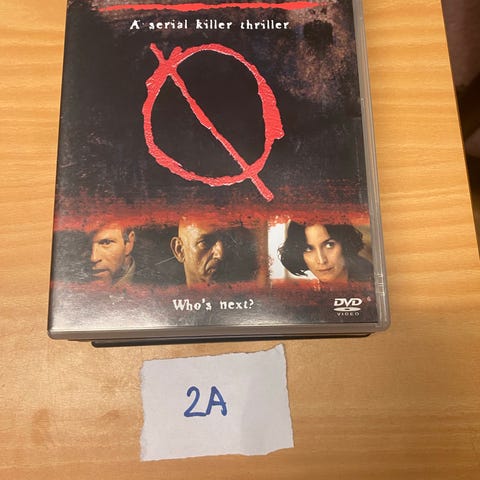 A serial killer thriller
Who's next?
DVD
VIDEO
2A